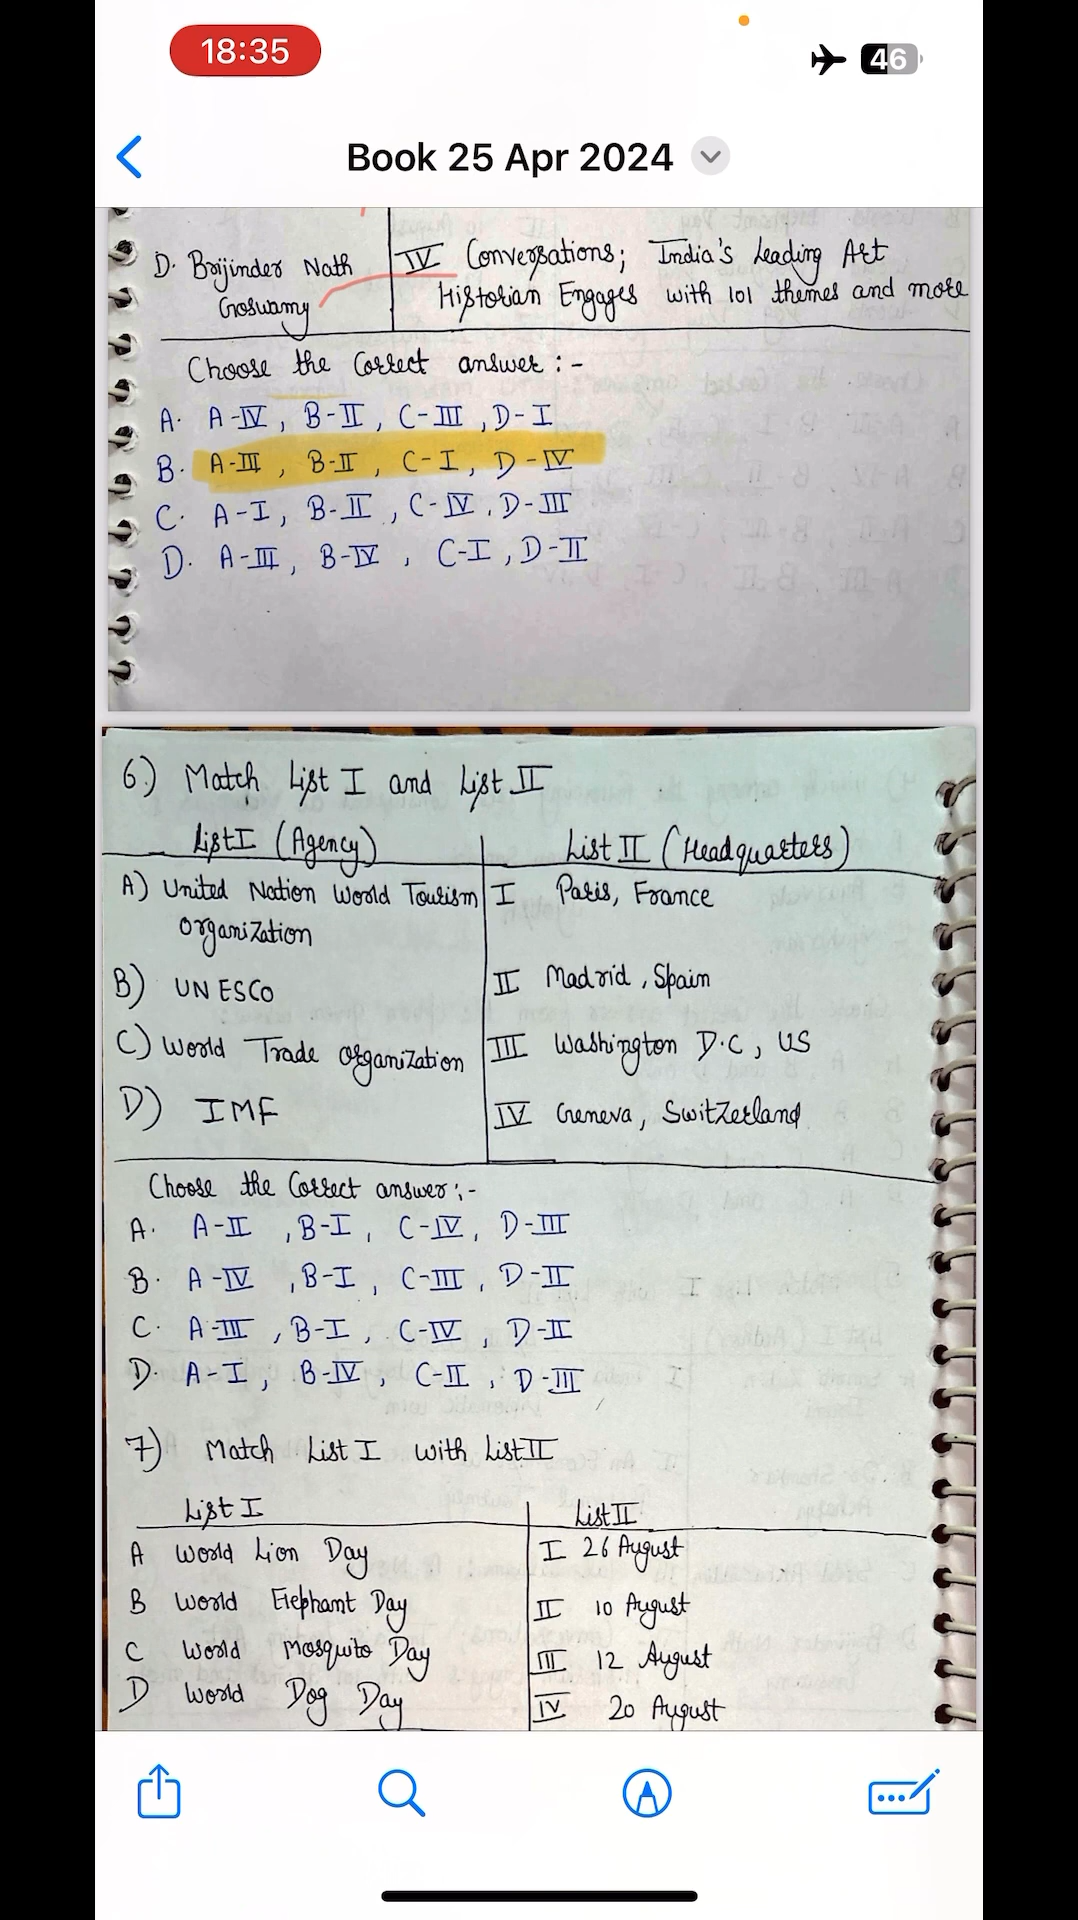 18:35
46
Book 25 Apr 2024
D. Brijinder Nath Goswamy
IV Conversations; India's Leading Art
Historian Engages with 101 themes and more
Choose the Correct answer :-
A. A-IV, B-II, C-III, D-I
B. A-III, B-II, C-I, D-IV
C. A-I, B-II, C-IV, D-III
D. A-III, B-IV, C-I, D-II
6.) Match List I and List II
List I (Agency)
List II (Headquarters)
A) United Nation World Tourism organization
I Paris, France
B) UNESCO
II Madrid, Spain
C) World Trade organization
III Washington D.C, US
D) IMF
IV Geneva, Switzerland
Choose the Correct answer :-
A. A-II, B-I, C-IV, D-III
B. A-IV, B-I, C-III, D-II
C. A-III, B-I, C-IV, D-II
D. A-I, B-IV, C-II, D-III
7) Match List I with List II
List I
List II
A World Lion Day
I 26 August
B World Elephant Day
II 10 August
C World Mosquito Day
III 12 August
D World Dog Day
IV 20 August